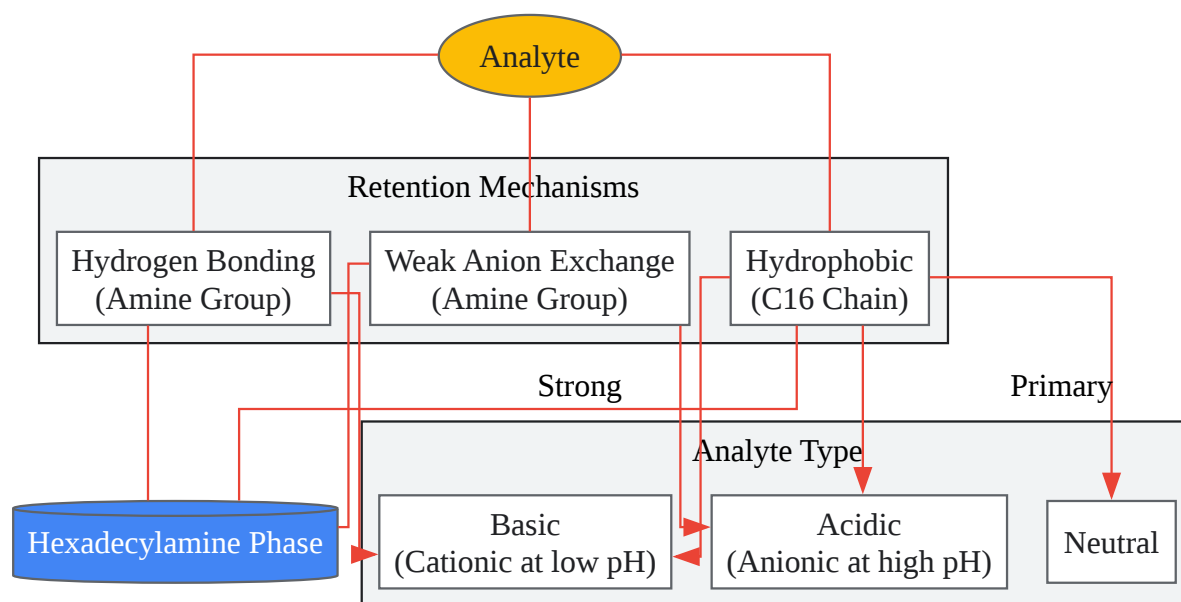 Analyte
Retention Mechanisms
Hydrogen Bonding
(Amine Group)
Weak Anion Exchange
(Amine Group)
Hydrophobic
(C16 Chain)
Strong
Primary
Analyte Type
Hexadecylamine Phase
Basic
(Cationic at low pH)
Acidic
(Anionic at high pH)
Neutral